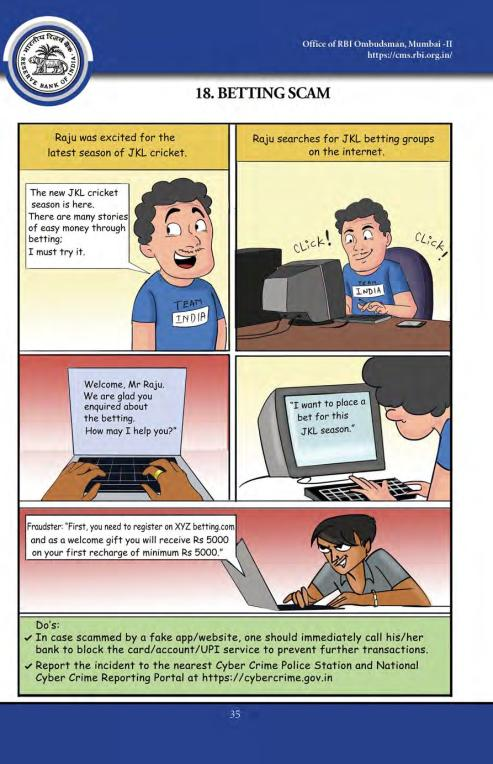 Office of RBI Ombudsman, Mumbai -II
https://cms.rbi.org.in/
भारतीय रिज़र्व बैंक
RESERVE BANK OF INDIA
18. BETTING SCAM
Raju was excited for the
latest season of JKL cricket.
The new JKL cricket
season is here.
There are many stories
of easy money through
betting;
I must try it.
TEAM
INDIA
Raju searches for JKL betting groups
on the internet.
CLICK!
CLICK!
TEAM
INDIA
Welcome, Mr Raju.
We are glad you
enquired about
the betting.
How may I help you?"
"I want to place a
bet for this
JKL season."
Fraudster: "First, you need to register on XYZ betting.com
and as a welcome gift you will receive Rs 5000
on your first recharge of minimum Rs 5000."
Do's:
✓ In case scammed by a fake app/website, one should immediately call his/her
bank to block the card/account/UPI service to prevent further transactions.
✓ Report the incident to the nearest Cyber Crime Police Station and National
Cyber Crime Reporting Portal at https://cybercrime.gov.in
35